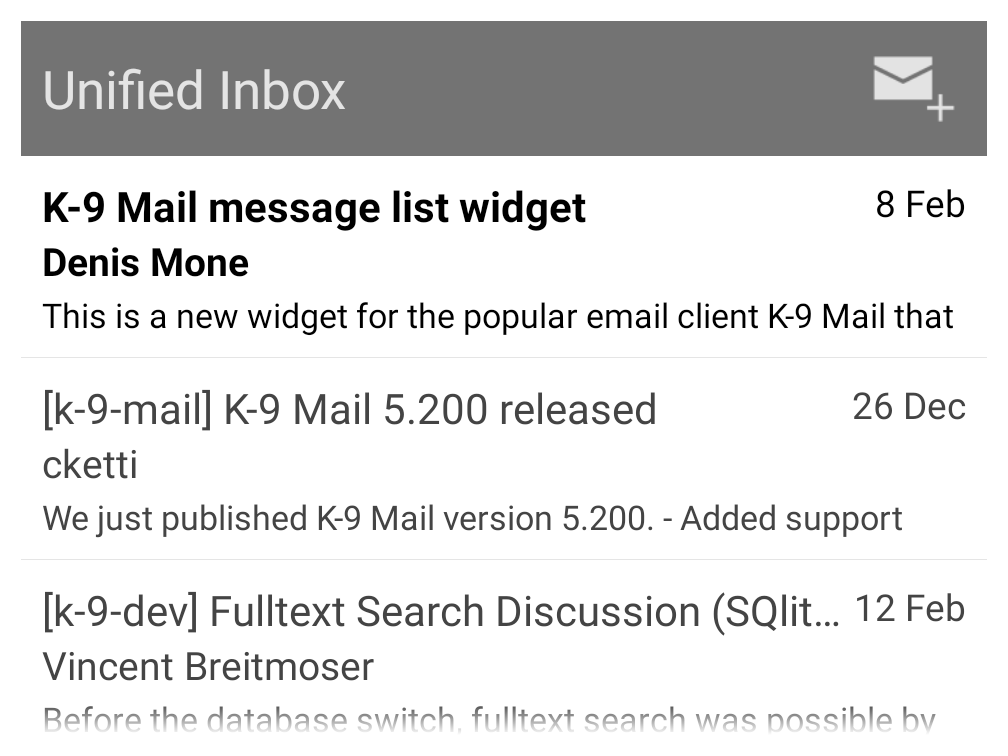 Unified Inbox
K-9 Mail message list widget 8 Feb
Denis Mone
This is a new widget for the popular email client K-9 Mail that
[k-9-mail] K-9 Mail 5.200 released 26 Dec
cketti
We just published K-9 Mail version 5.200. - Added support
[k-9-dev] Fulltext Search Discussion (SQlit... 12 Feb
Vincent Breitmoser
Before the database switch, fulltext search was possible by